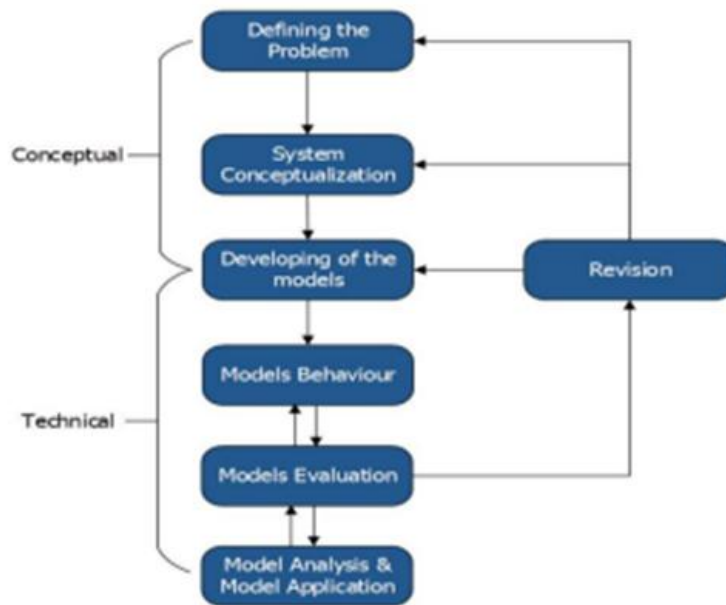 Defining the
Problem
Conceptual
System
Conceptualization
Developing of the
models
Revision
Models Behaviour
Technical
Models Evaluation
Model Analysis &
Model Application